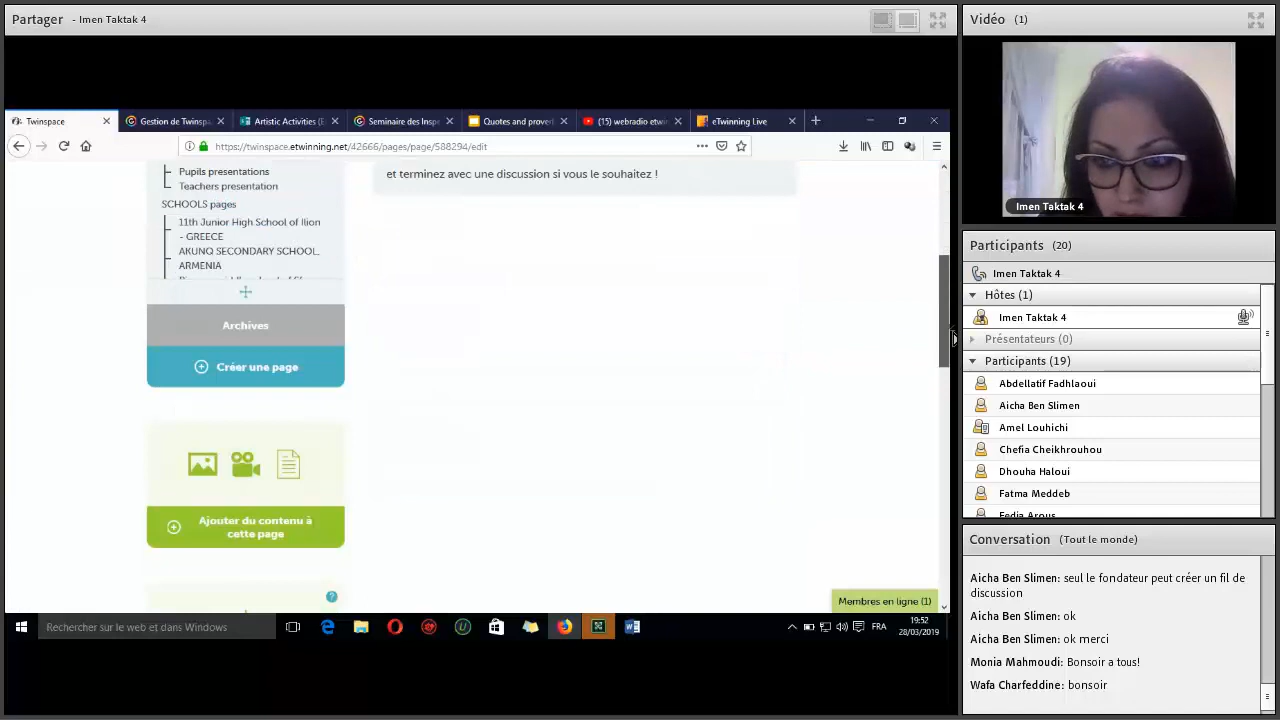 Partager - Imen Taktak 4
Twinspace
Gestion de Twinspa
Artistic Activities (E
Seminaire des Inspe
Quotes and prover
(15) webradio etwi
eTwinning Live
https://twinspace.etwinning.net/42666/pages/page/588294/edit
Pupils presentations
Teachers presentation
SCHOOLS pages
11th Junior High School of Ilion
- GREECE
AKUNQ SECONDARY SCHOOL,
ARMENIA
et terminez avec une discussion si vous le souhaitez !
Archives
Créer une page
Ajouter du contenu à
cette page
Membres en ligne (1)
Rechercher sur le web et dans Windows
FRA
19:52
28/03/2019
Vidéo (1)
Imen Taktak 4
Participants (20)
Imen Taktak 4
Hôtes (1)
Imen Taktak 4
Présentateurs (0)
Participants (19)
Abdellatif Fadhlaoui
Aicha Ben Slimen
Amel Louhichi
Chefia Cheikhrouhou
Dhouha Haloui
Fatma Meddeb
Fedia Arous
Conversation (Tout le monde)
Aicha Ben Slimen: seul le fondateur peut créer un fil de
discussion
Aicha Ben Slimen: ok
Aicha Ben Slimen: ok merci
Monia Mahmoudi: Bonsoir a tous!
Wafa Charfeddine: bonsoir